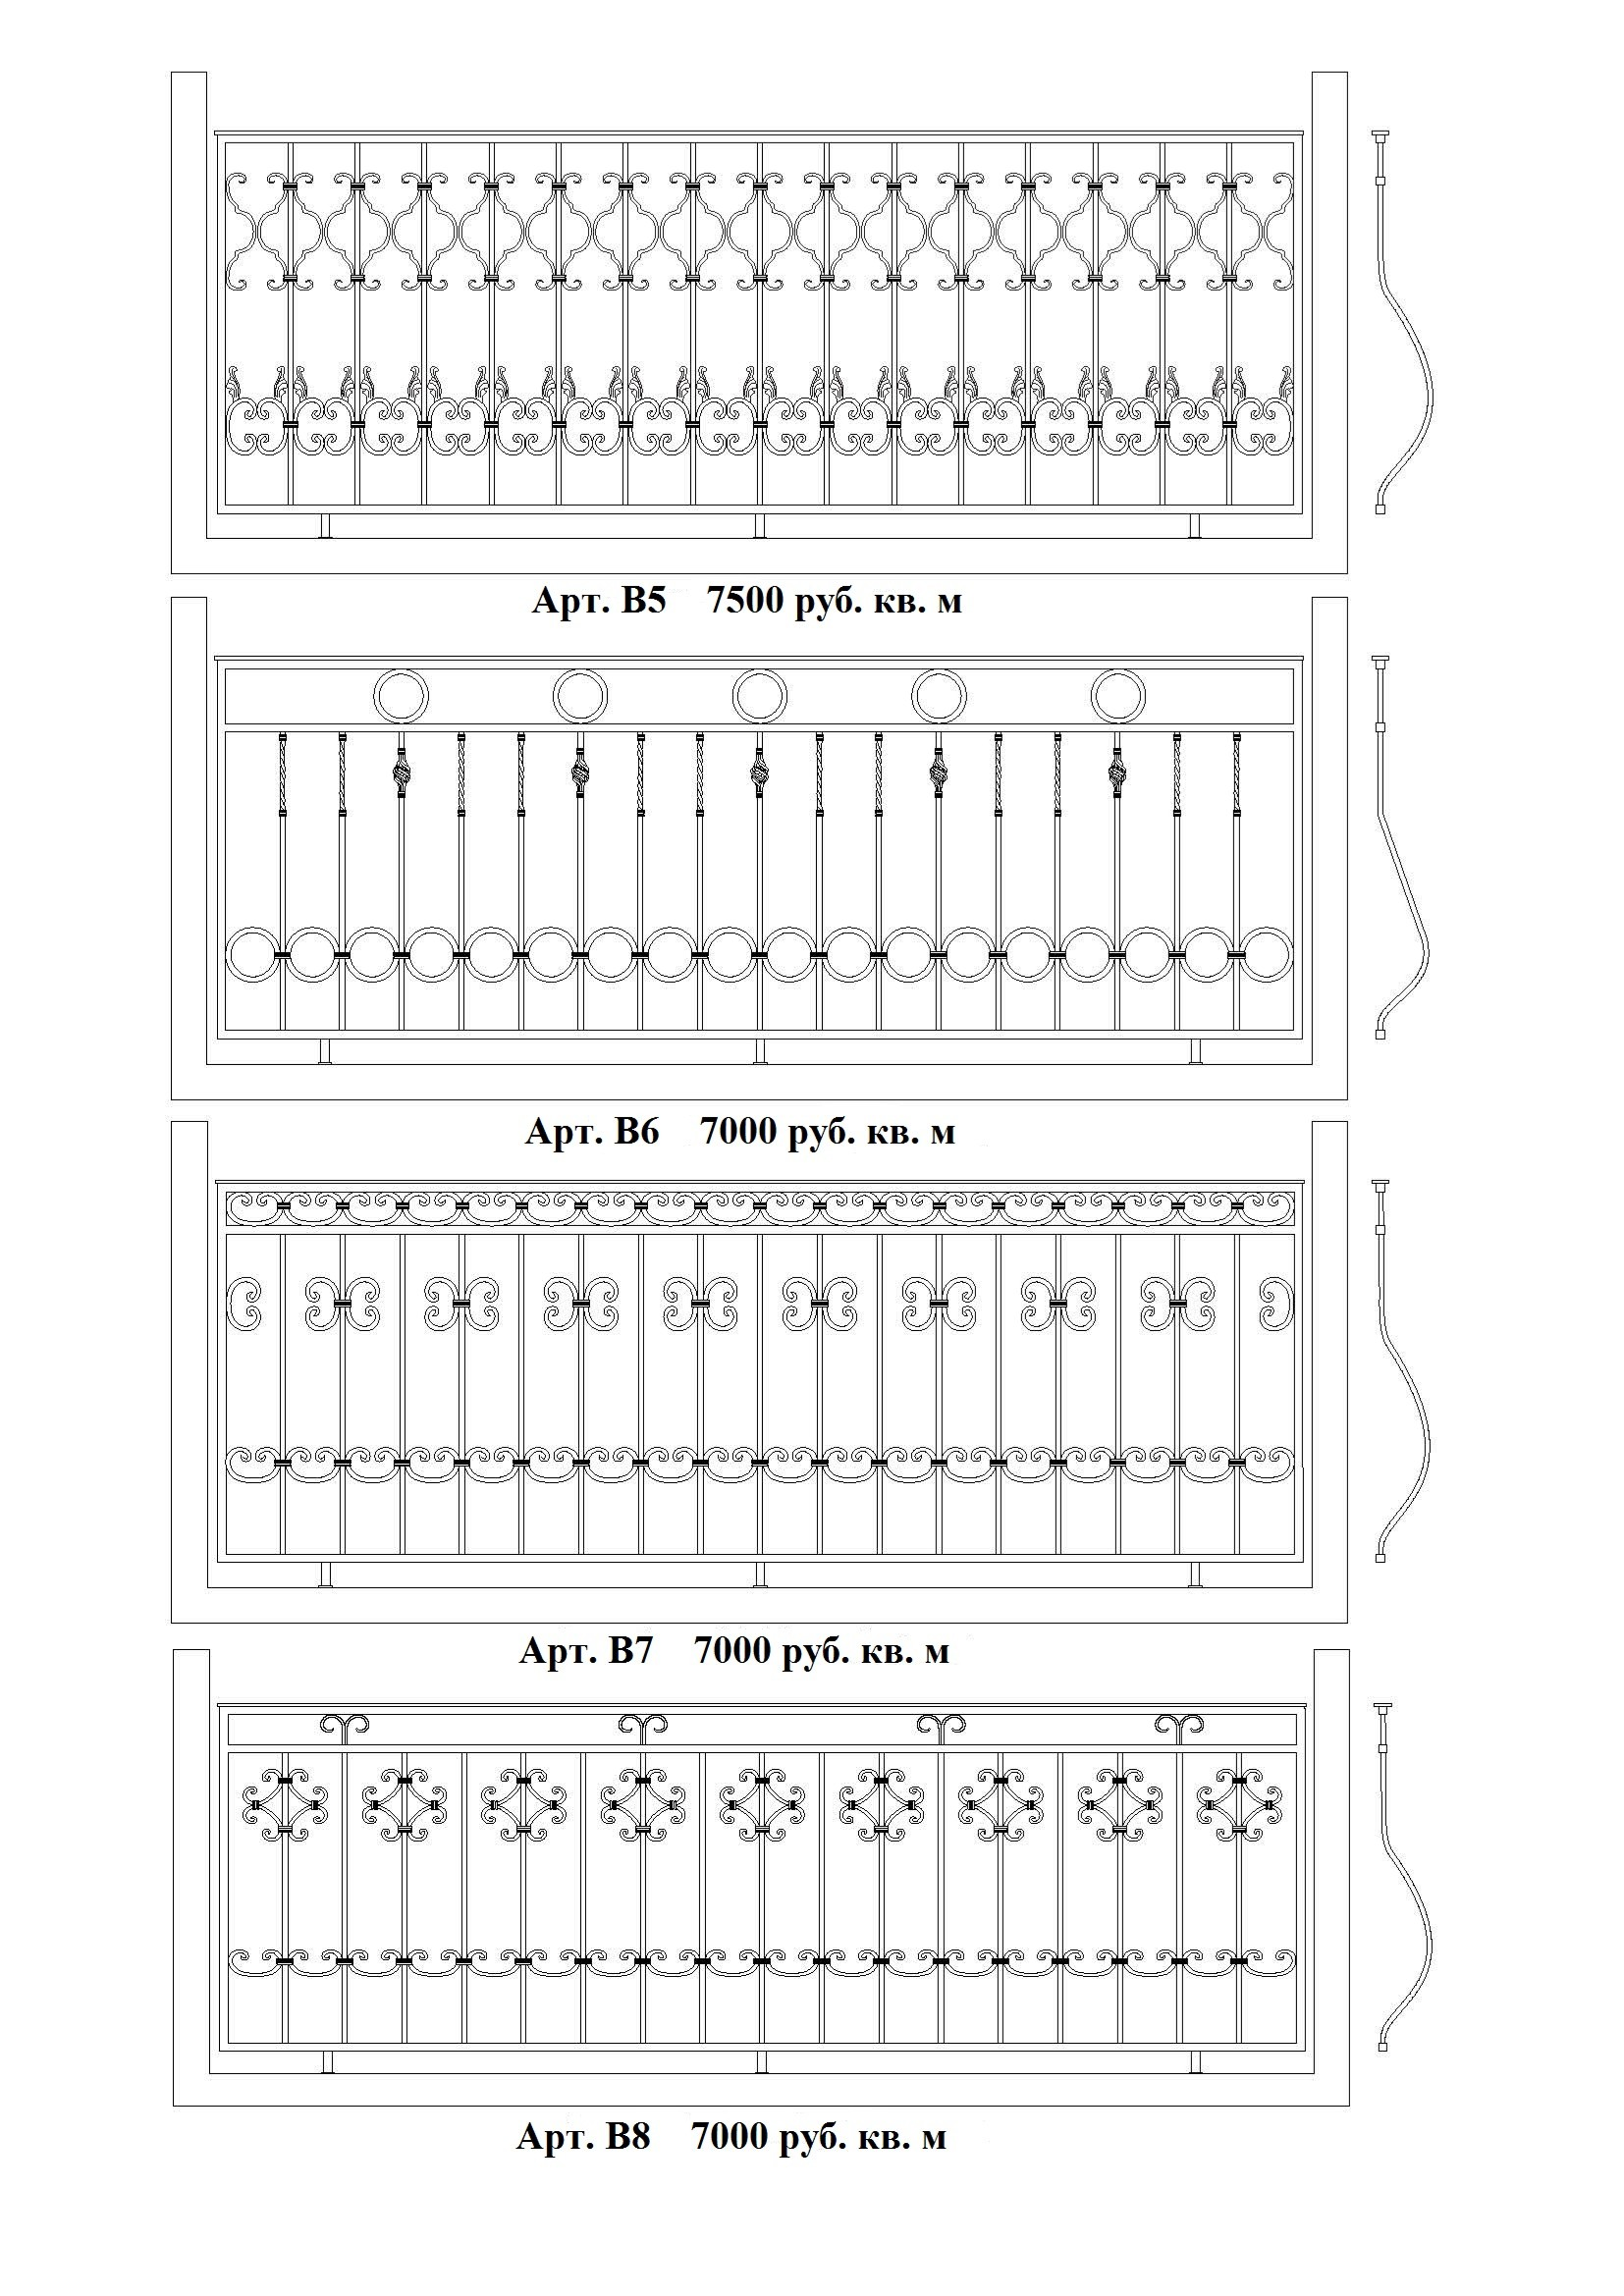 Арт. В5 7500 руб. кв. м
Арт. В6 7000 руб. кв. м
Арт. В7 7000 руб. кв. м
Арт. В8 7000 руб. кв. м